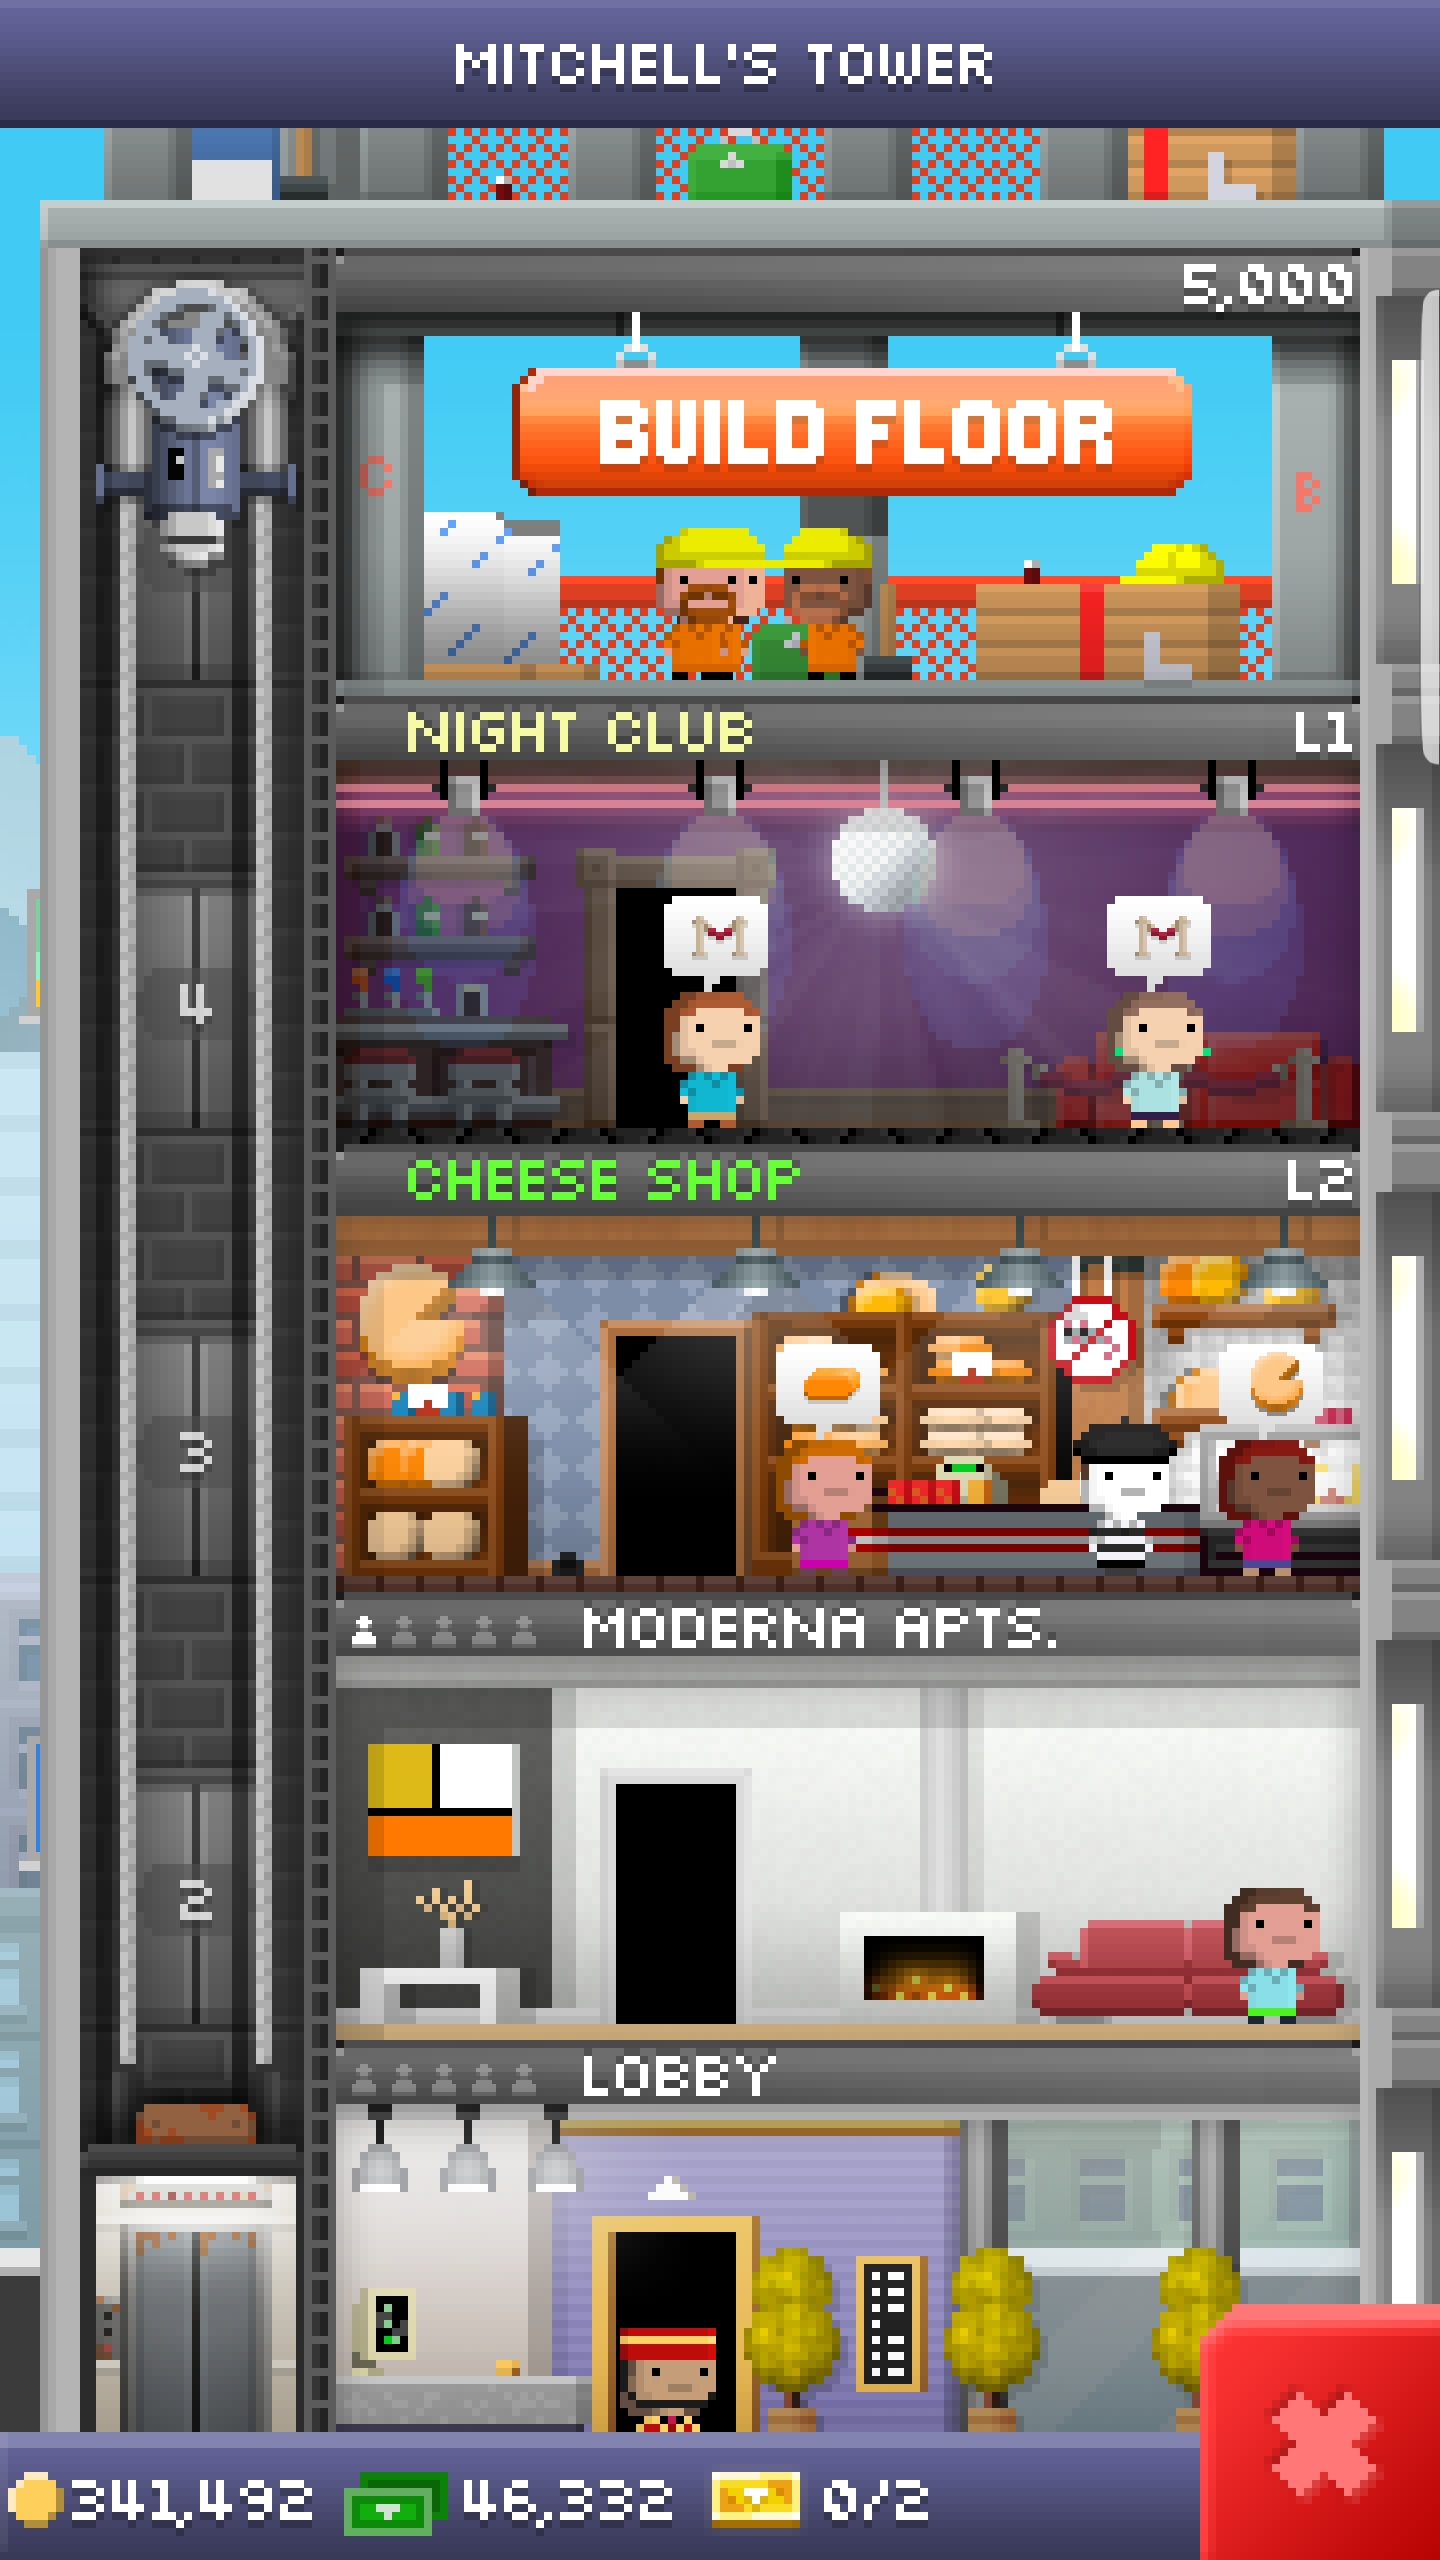 MITCHELL'S TOWER
5,000
BUILD FLOOR
C
B
NIGHT CLUB L1
4
CHEESE SHOP L2
3
MODERNA APTS.
2
LOBBY
341,492 46,332 0/2